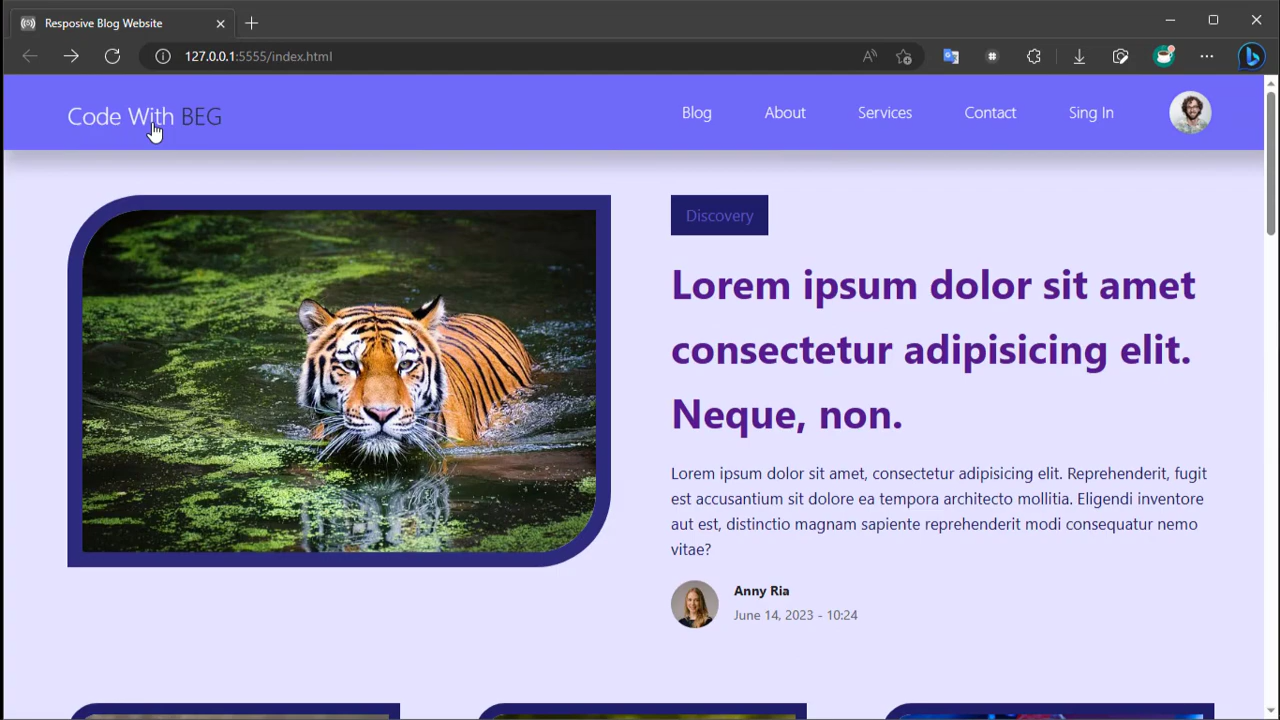 Resposive Blog Website
127.0.0.1:5555/index.html
Code With BEG
Blog
About
Services
Contact
Sing In
Discovery
Lorem ipsum dolor sit amet
consectetur adipisicing elit.
Neque, non.
Lorem ipsum dolor sit amet, consectetur adipisicing elit. Reprehenderit, fugit
est accusantium sit dolore ea tempora architecto mollitia. Eligendi inventore
aut est, distinctio magnam sapiente reprehenderit modi consequatur nemo
vitae?
Anny Ria
June 14, 2023 - 10:24